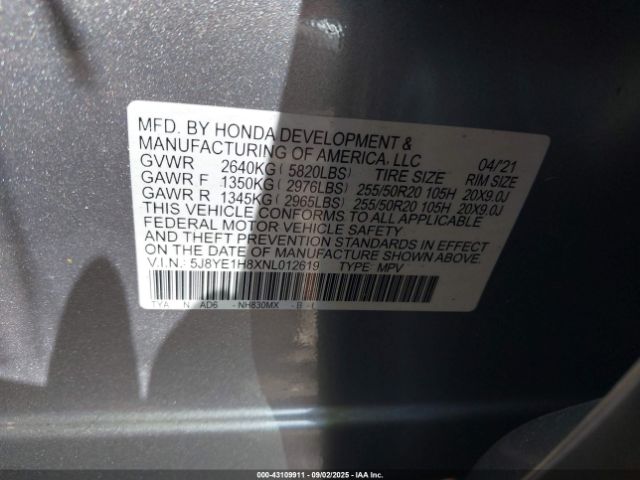 MFD. BY HONDA DEVELOPMENT &
MANUFACTURING OF AMERICA, LLC 04/'21
GVWR 2640KG ( 5820LBS) TIRE SIZE RIM SIZE
GAWR F 1350KG ( 2976LBS) 255/50R20 105H 20X9.0J
GAWR R 1345KG ( 2965LBS) 255/50R20 105H 20X9.0J
THIS VEHICLE CONFORMS TO ALL APPLICABLE
FEDERAL MOTOR VEHICLE SAFETY
AND THEFT PREVENTION STANDARDS IN EFFECT
ON THE DATE OF MANUFACTURE SHOWN ABOVE.
V.I.N.: 5J8YE1H8XNL012619 TYPE: MPV
TYA N AD6 -NH830MX -B-(
000-43109911 - 09/02/2025 - IAA Inc.